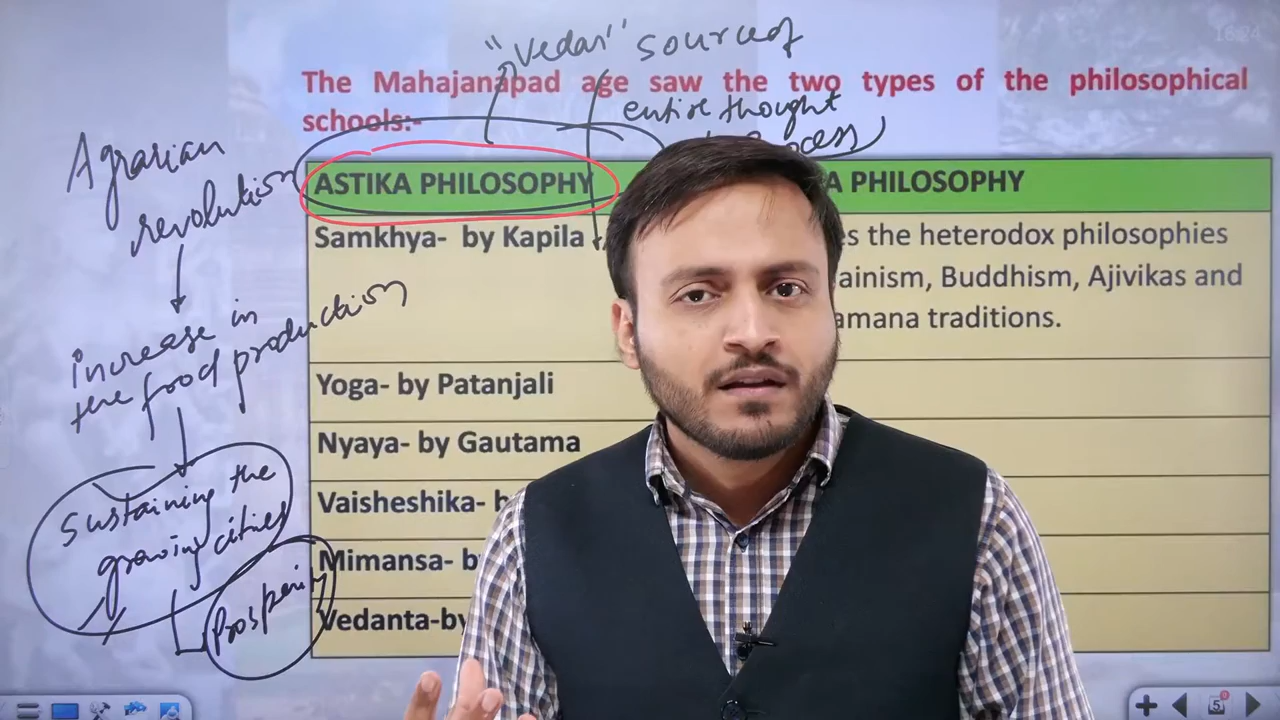 "Vedas" source of
The Mahajanapad age saw the two types of the philosophical
schools:-
entire thought
Agrarian
revolution
increase in
the food production
Sustaining the
growing cities
Prosperity
ASTIKA PHILOSOPHY
A PHILOSOPHY
Samkhya- by Kapila
es the heterodox philosophies
ainism, Buddhism, Ajivikas and
amana traditions.
Yoga- by Patanjali
Nyaya- by Gautama
Vaisheshika- b
Mimansa- b
Vedanta-by
5